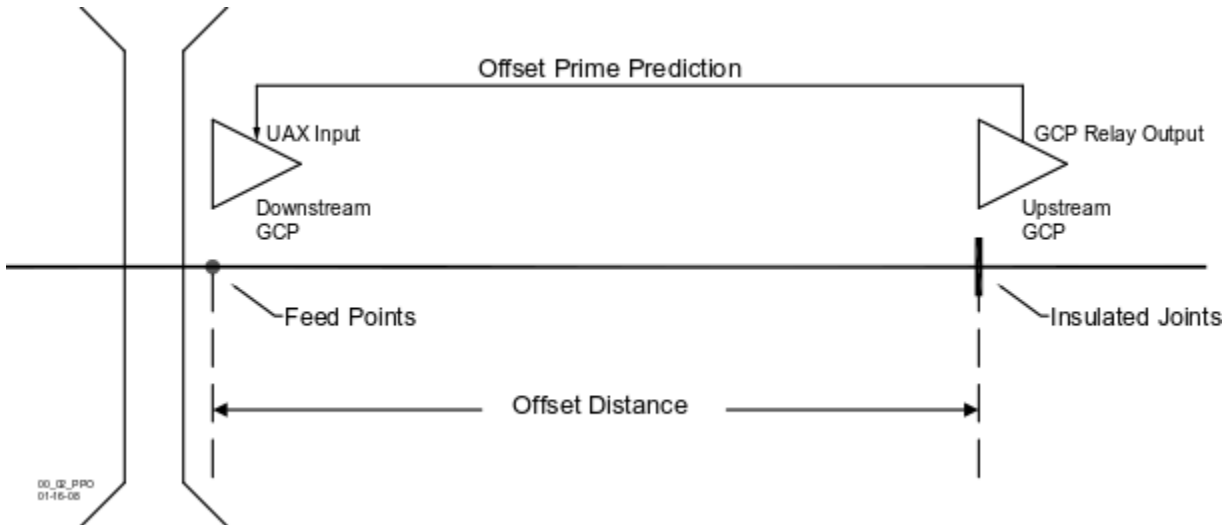 Offset Prime Prediction
UAX Input
GCP Relay Output
Downstream
GCP
Upstream
GCP
Feed Points
Insulated Joints
Offset Distance
00_02_PPO
01-16-08